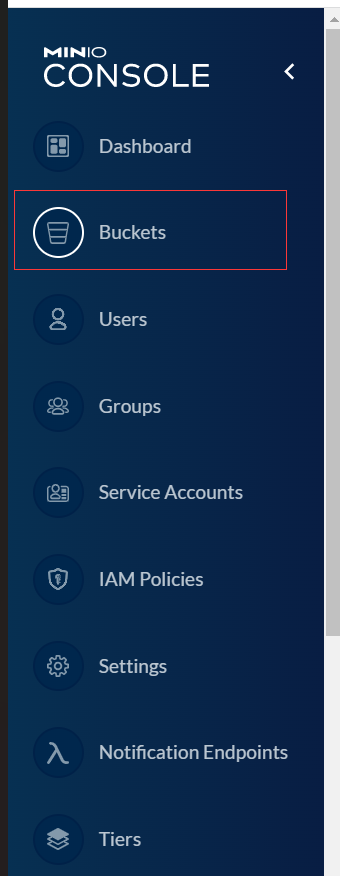 MINIO
CONSOLE
Dashboard
Buckets
Users
Groups
Service Accounts
IAM Policies
Settings
Notification Endpoints
Tiers